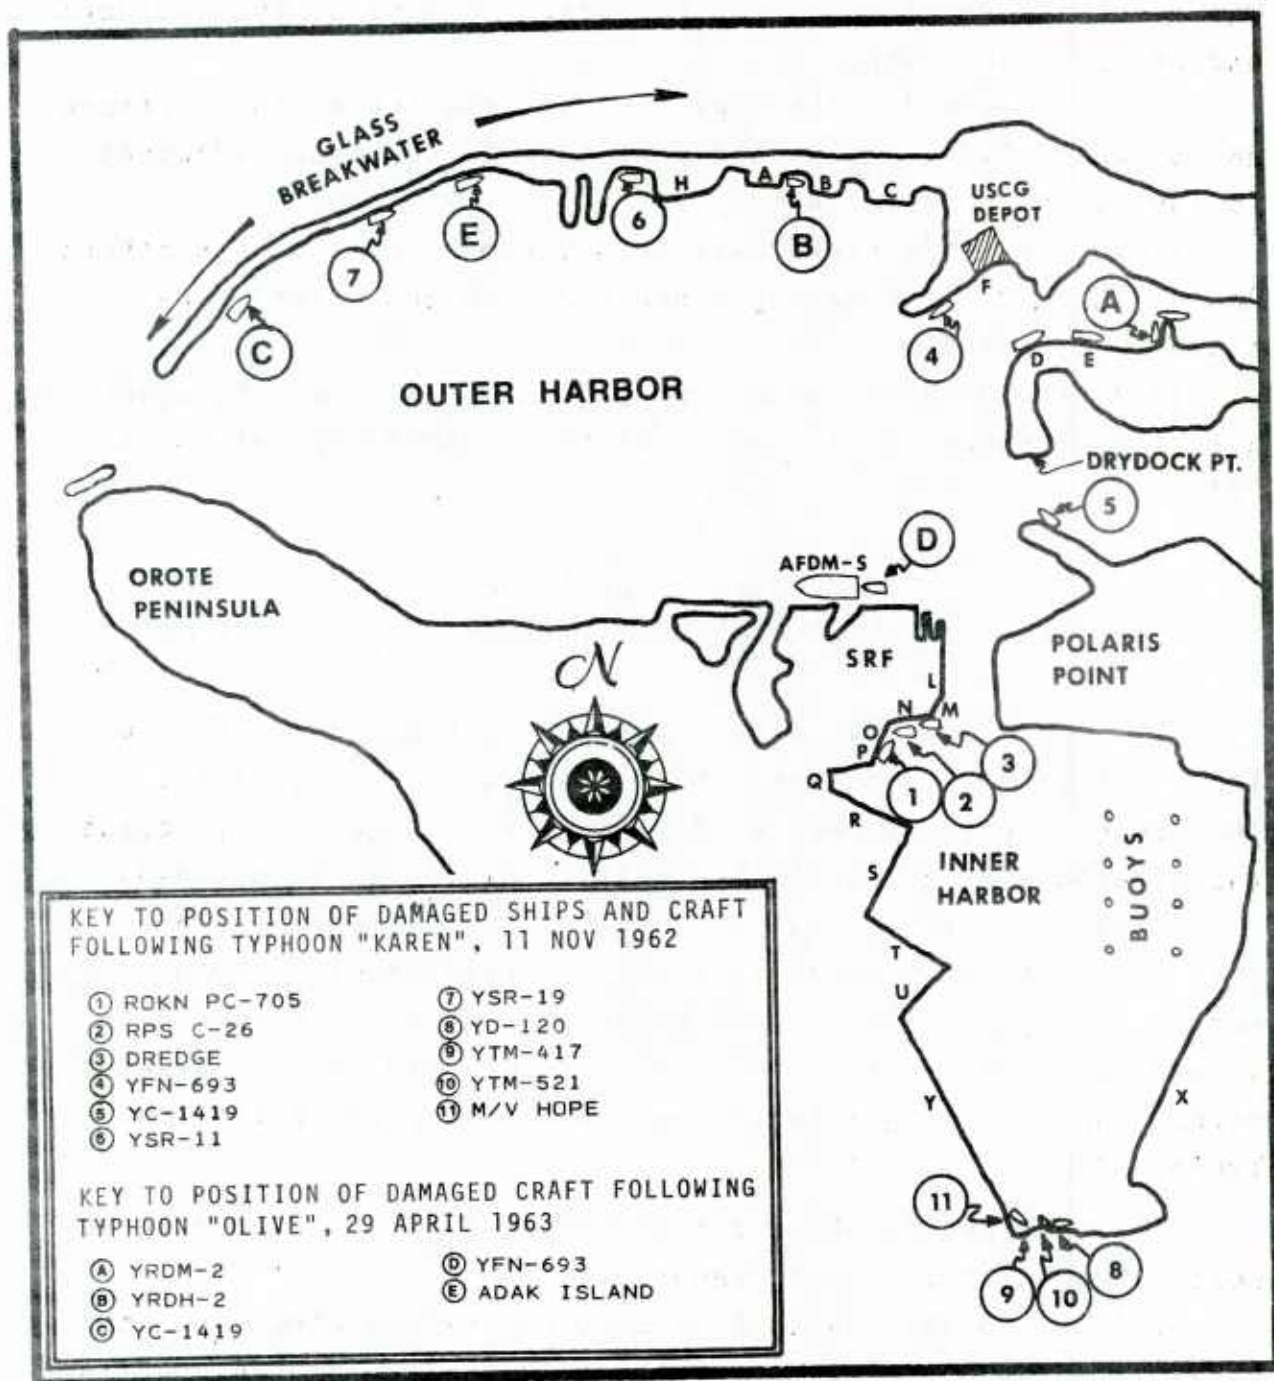 GLASS
BREAKWATER
7
E
6
H
A
B
C
B
USCG
DEPOT
F
A
4
D
E
C
OUTER HARBOR
DRYDOCK PT.
5
D
AFDM-S
OROTE
PENINSULA
N
SRF
POLARIS
POINT
L
N
M
O
P
Q
3
1
2
R
S
INNER
HARBOR
BUOYS
T
U
Y
X
11
8
9
10
KEY TO POSITION OF DAMAGED SHIPS AND CRAFT
FOLLOWING TYPHOON "KAREN", 11 NOV 1962
1 ROKN PC-705
2 RPS C-26
3 DREDGE
4 YFN-693
5 YC-1419
6 YSR-11
7 YSR-19
8 YD-120
9 YTM-417
10 YTM-521
11 M/V HOPE
KEY TO POSITION OF DAMAGED CRAFT FOLLOWING
TYPHOON "OLIVE", 29 APRIL 1963
A YRDM-2
B YRDH-2
C YC-1419
D YFN-693
E ADAK ISLAND